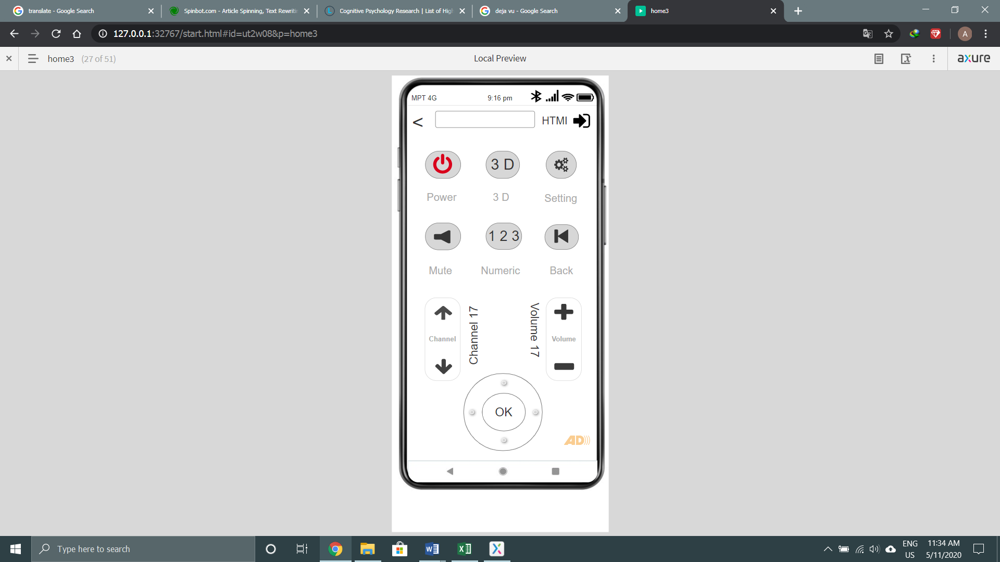 translate - Google Search
Spinbot.com - Article Spinning, Text Rewritin
Cognitive Psychology Research | List of High
deja vu - Google Search
home3
127.0.0.1:32767/start.html#id=ut2w08&p=home3
A
home3 (27 of 51)
Local Preview
axure
MPT 4G
9:16 pm
<
HTMI
3 D
Power
3 D
Setting
1 2 3
Mute
Numeric
Back
Channel
Channel 17
Volume 17
Volume
OK
AD
Type here to search
ENG
US
11:34 AM
5/11/2020